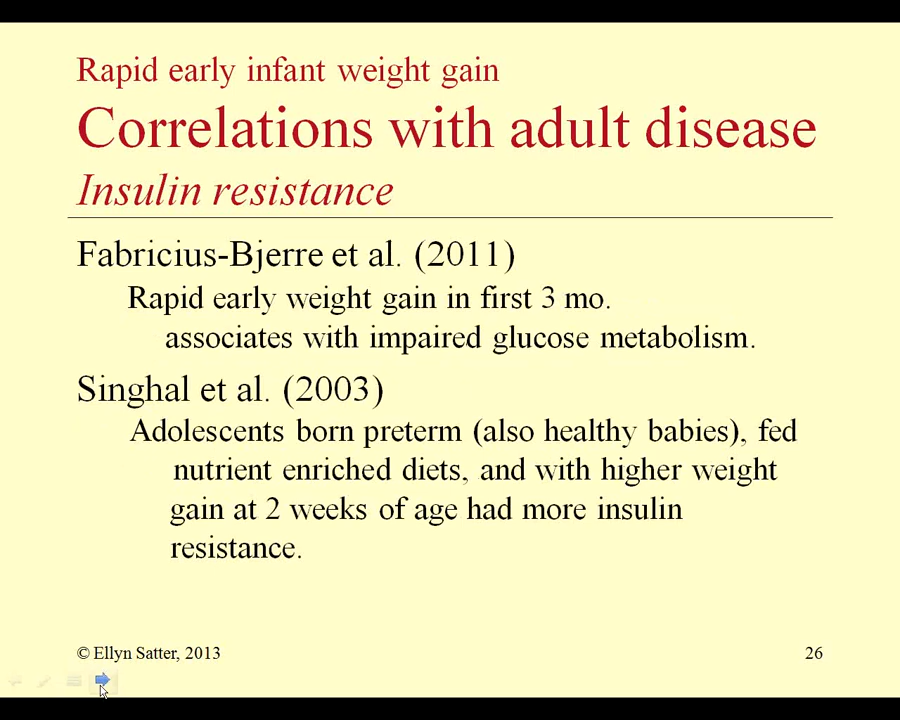 Rapid early infant weight gain
Correlations with adult disease
Insulin resistance
Fabricius-Bjerre et al. (2011)
Rapid early weight gain in first 3 mo.
associates with impaired glucose metabolism.
Singhal et al. (2003)
Adolescents born preterm (also healthy babies), fed
nutrient enriched diets, and with higher weight
gain at 2 weeks of age had more insulin
resistance.
© Ellyn Satter, 2013
26